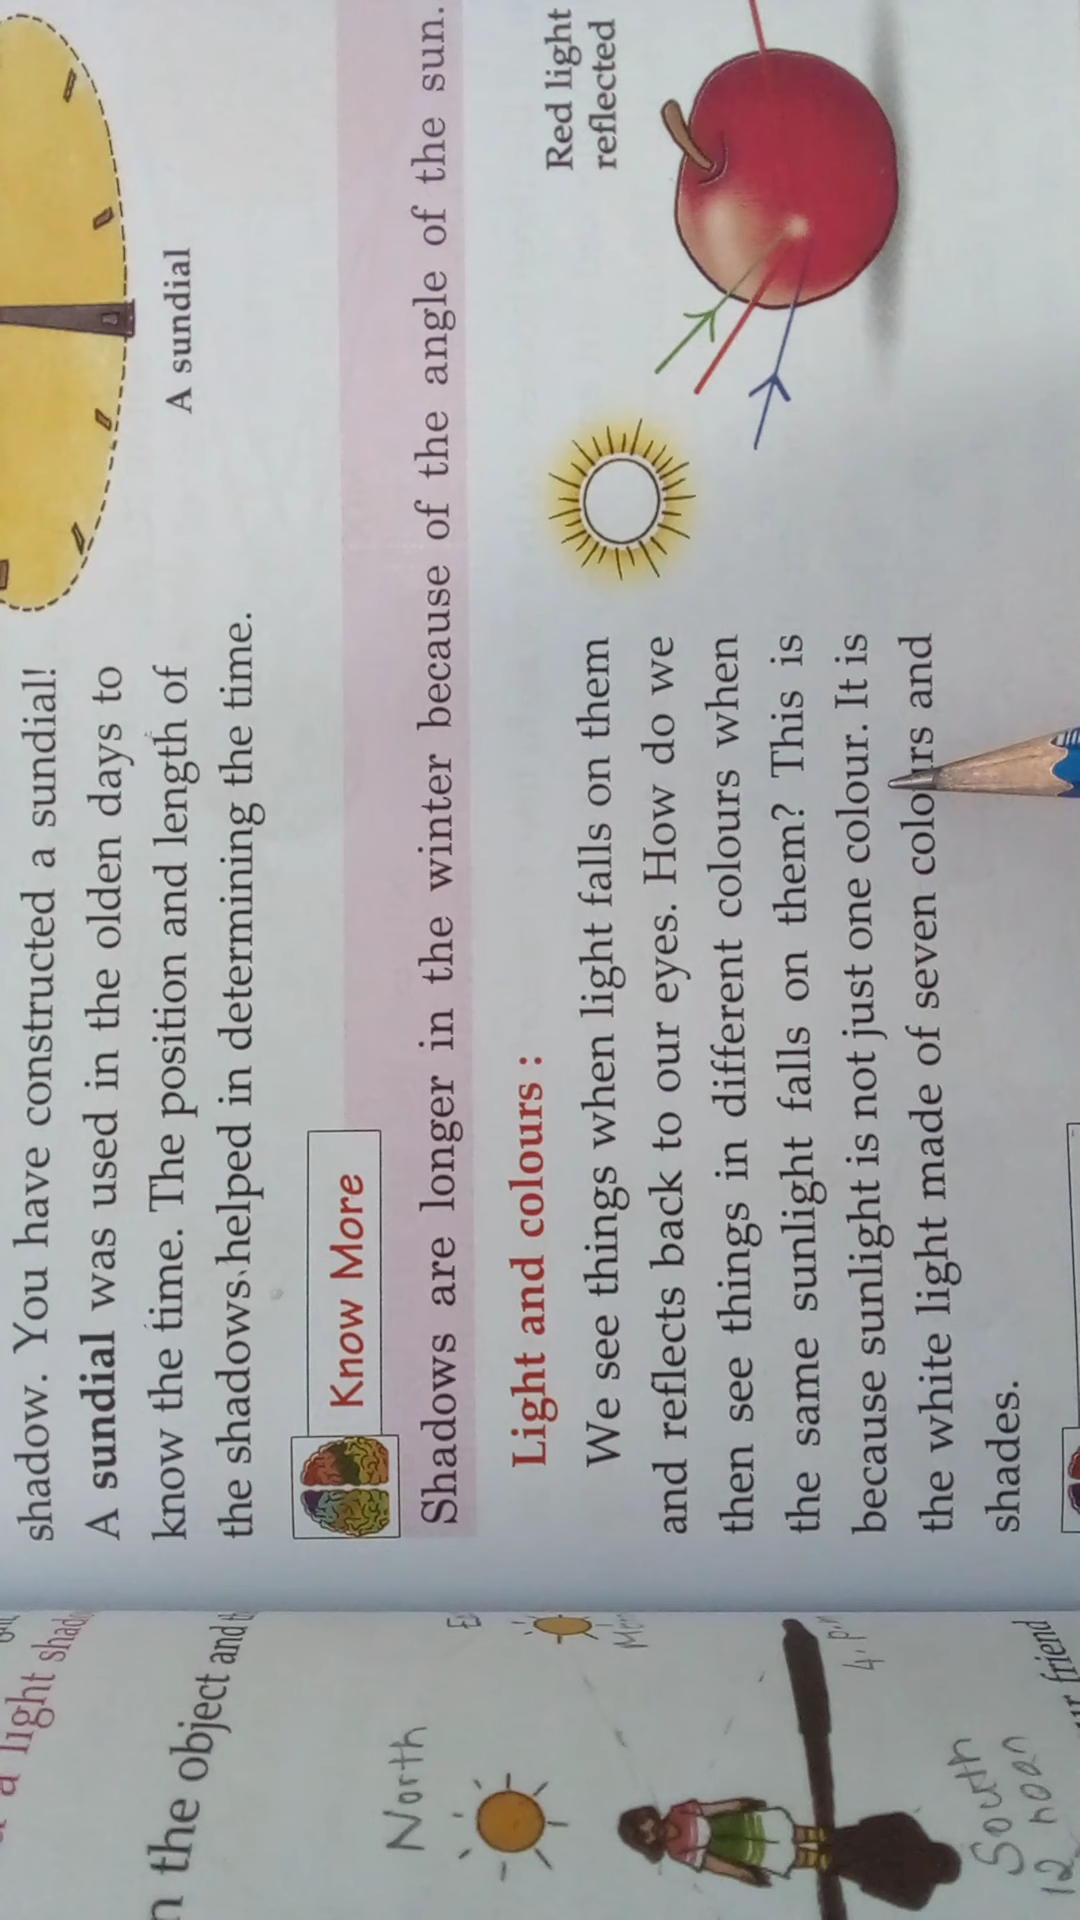 shadow. You have constructed a sundial!
A sundial was used in the olden days to
know the time. The position and length of
the shadows helped in determining the time.
A sundial
Know More
Shadows are longer in the winter because of the angle of the sun.
Light and colours :
We see things when light falls on them
and reflects back to our eyes. How do we
then see things in different colours when
the same sunlight falls on them? This is
because sunlight is not just one colour. It is
the white light made of seven colours and
shades.
Red light
reflected
a light shado
n the object and th
North
4. p.m
South
12 noon
friend